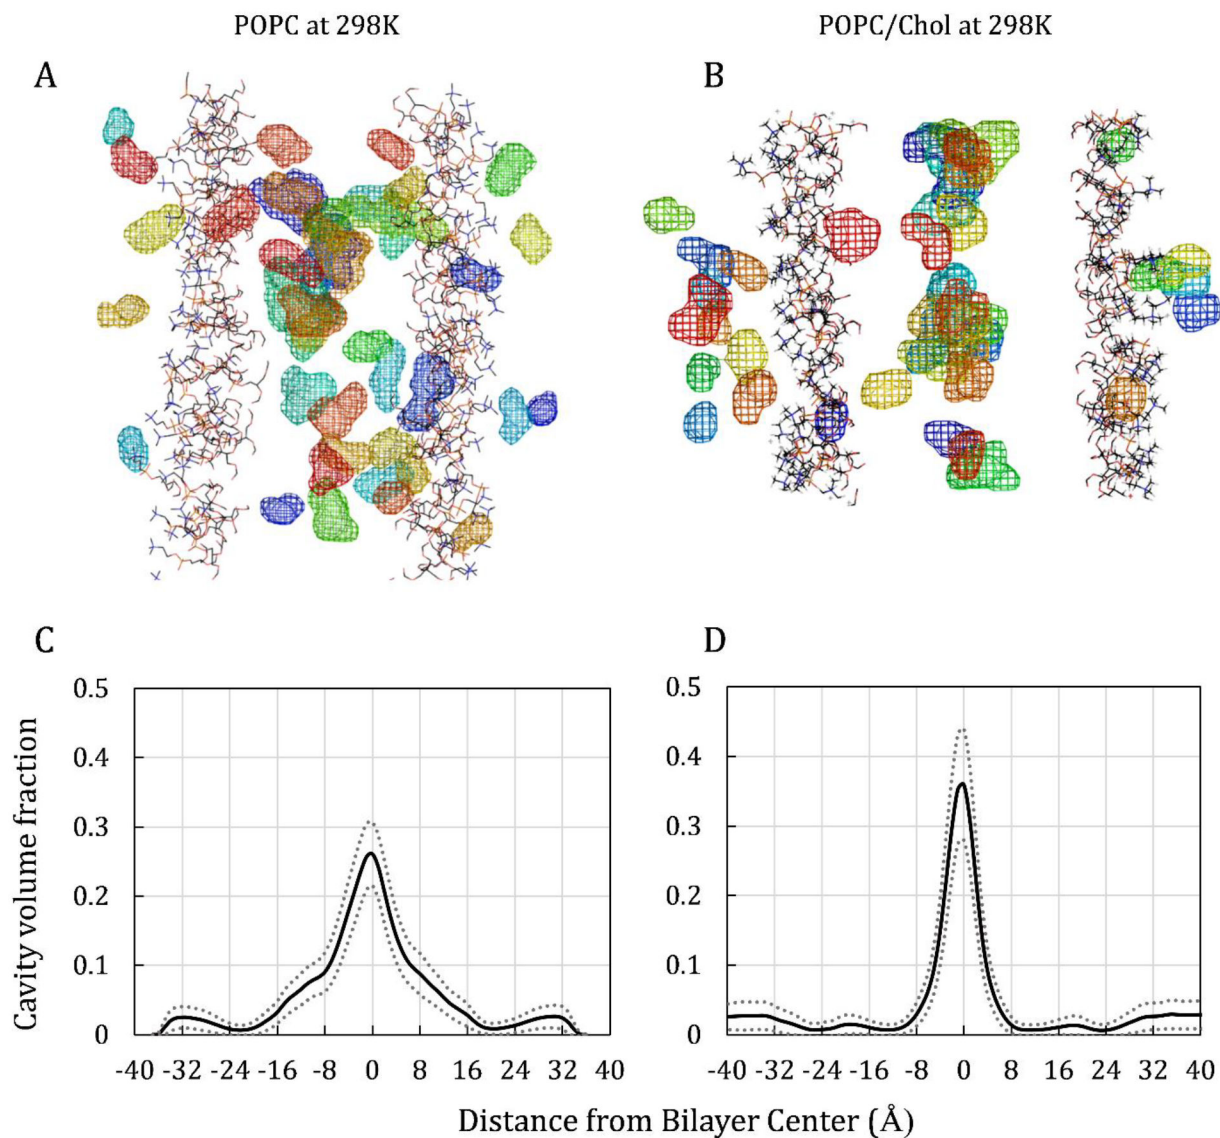 POPC at 298K
POPC/Chol at 298K
A
B
C
D
Cavity volume fraction
0.5
0.4
0.3
0.2
0.1
0
-40 -32 -24 -16 -8 0 8 16 24 32 40
0.5
0.4
0.3
0.2
0.1
0
-40 -32 -24 -16 -8 0 8 16 24 32 40
Distance from Bilayer Center (Å)